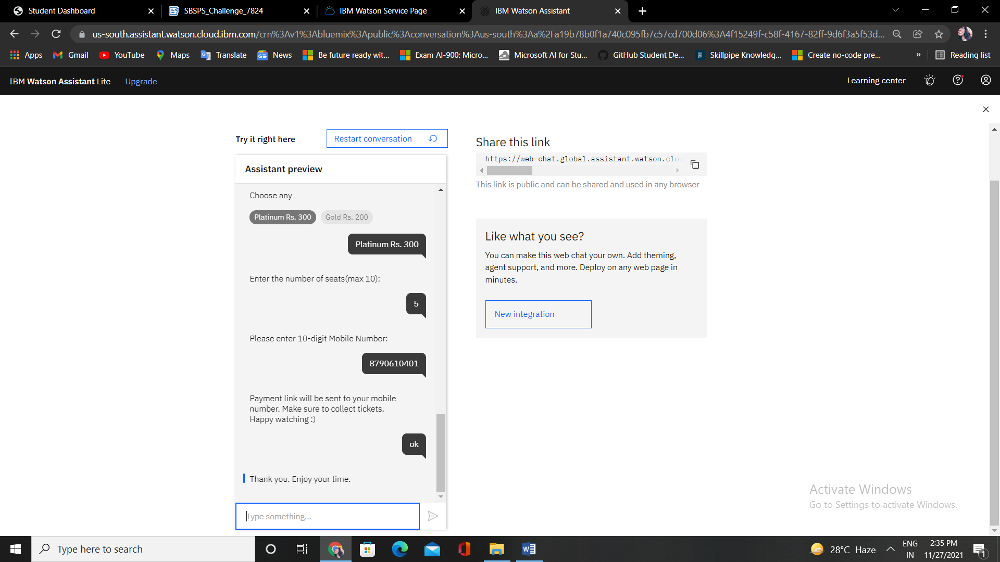 Student Dashboard
SBSPS_Challenge_7824
IBM Watson Service Page
IBM Watson Assistant
us-south.assistant.watson.cloud.ibm.com/crn%3Av1%3Abluemix%3Apublic%3Aconversation%3Aus-south%3Aa%2Fa19b78b0f1a740c095fb7c57cd700d06%3A4f15249f-c58f-4167-82ff-9d6f3a5f53d...
Apps
Gmail
YouTube
Maps
Translate
News
Be future ready wit...
Exam AI-900: Micro...
Microsoft AI for Stu...
GitHub Student De...
Skillpipe Knowledg...
Create no-code pre...
»
Reading list
IBM Watson Assistant Lite
Upgrade
Learning center
Try it right here
Restart conversation
Assistant preview
Choose any
Platinum Rs. 300
Gold Rs. 200
Platinum Rs. 300
Enter the number of seats(max 10):
5
Please enter 10-digit Mobile Number:
8790610401
Payment link will be sent to your mobile
number. Make sure to collect tickets.
Happy watching :)
ok
Thank you. Enjoy your time.
Type something...
Share this link
https://web-chat.global.assistant.watson.clou
This link is public and can be shared and used in any browser
Like what you see?
You can make this web chat your own. Add theming,
agent support, and more. Deploy on any web page in
minutes.
New integration
Activate Windows
Go to Settings to activate Windows.
Type here to search
28°C Haze
ENG
IN
2:35 PM
11/27/2021
1